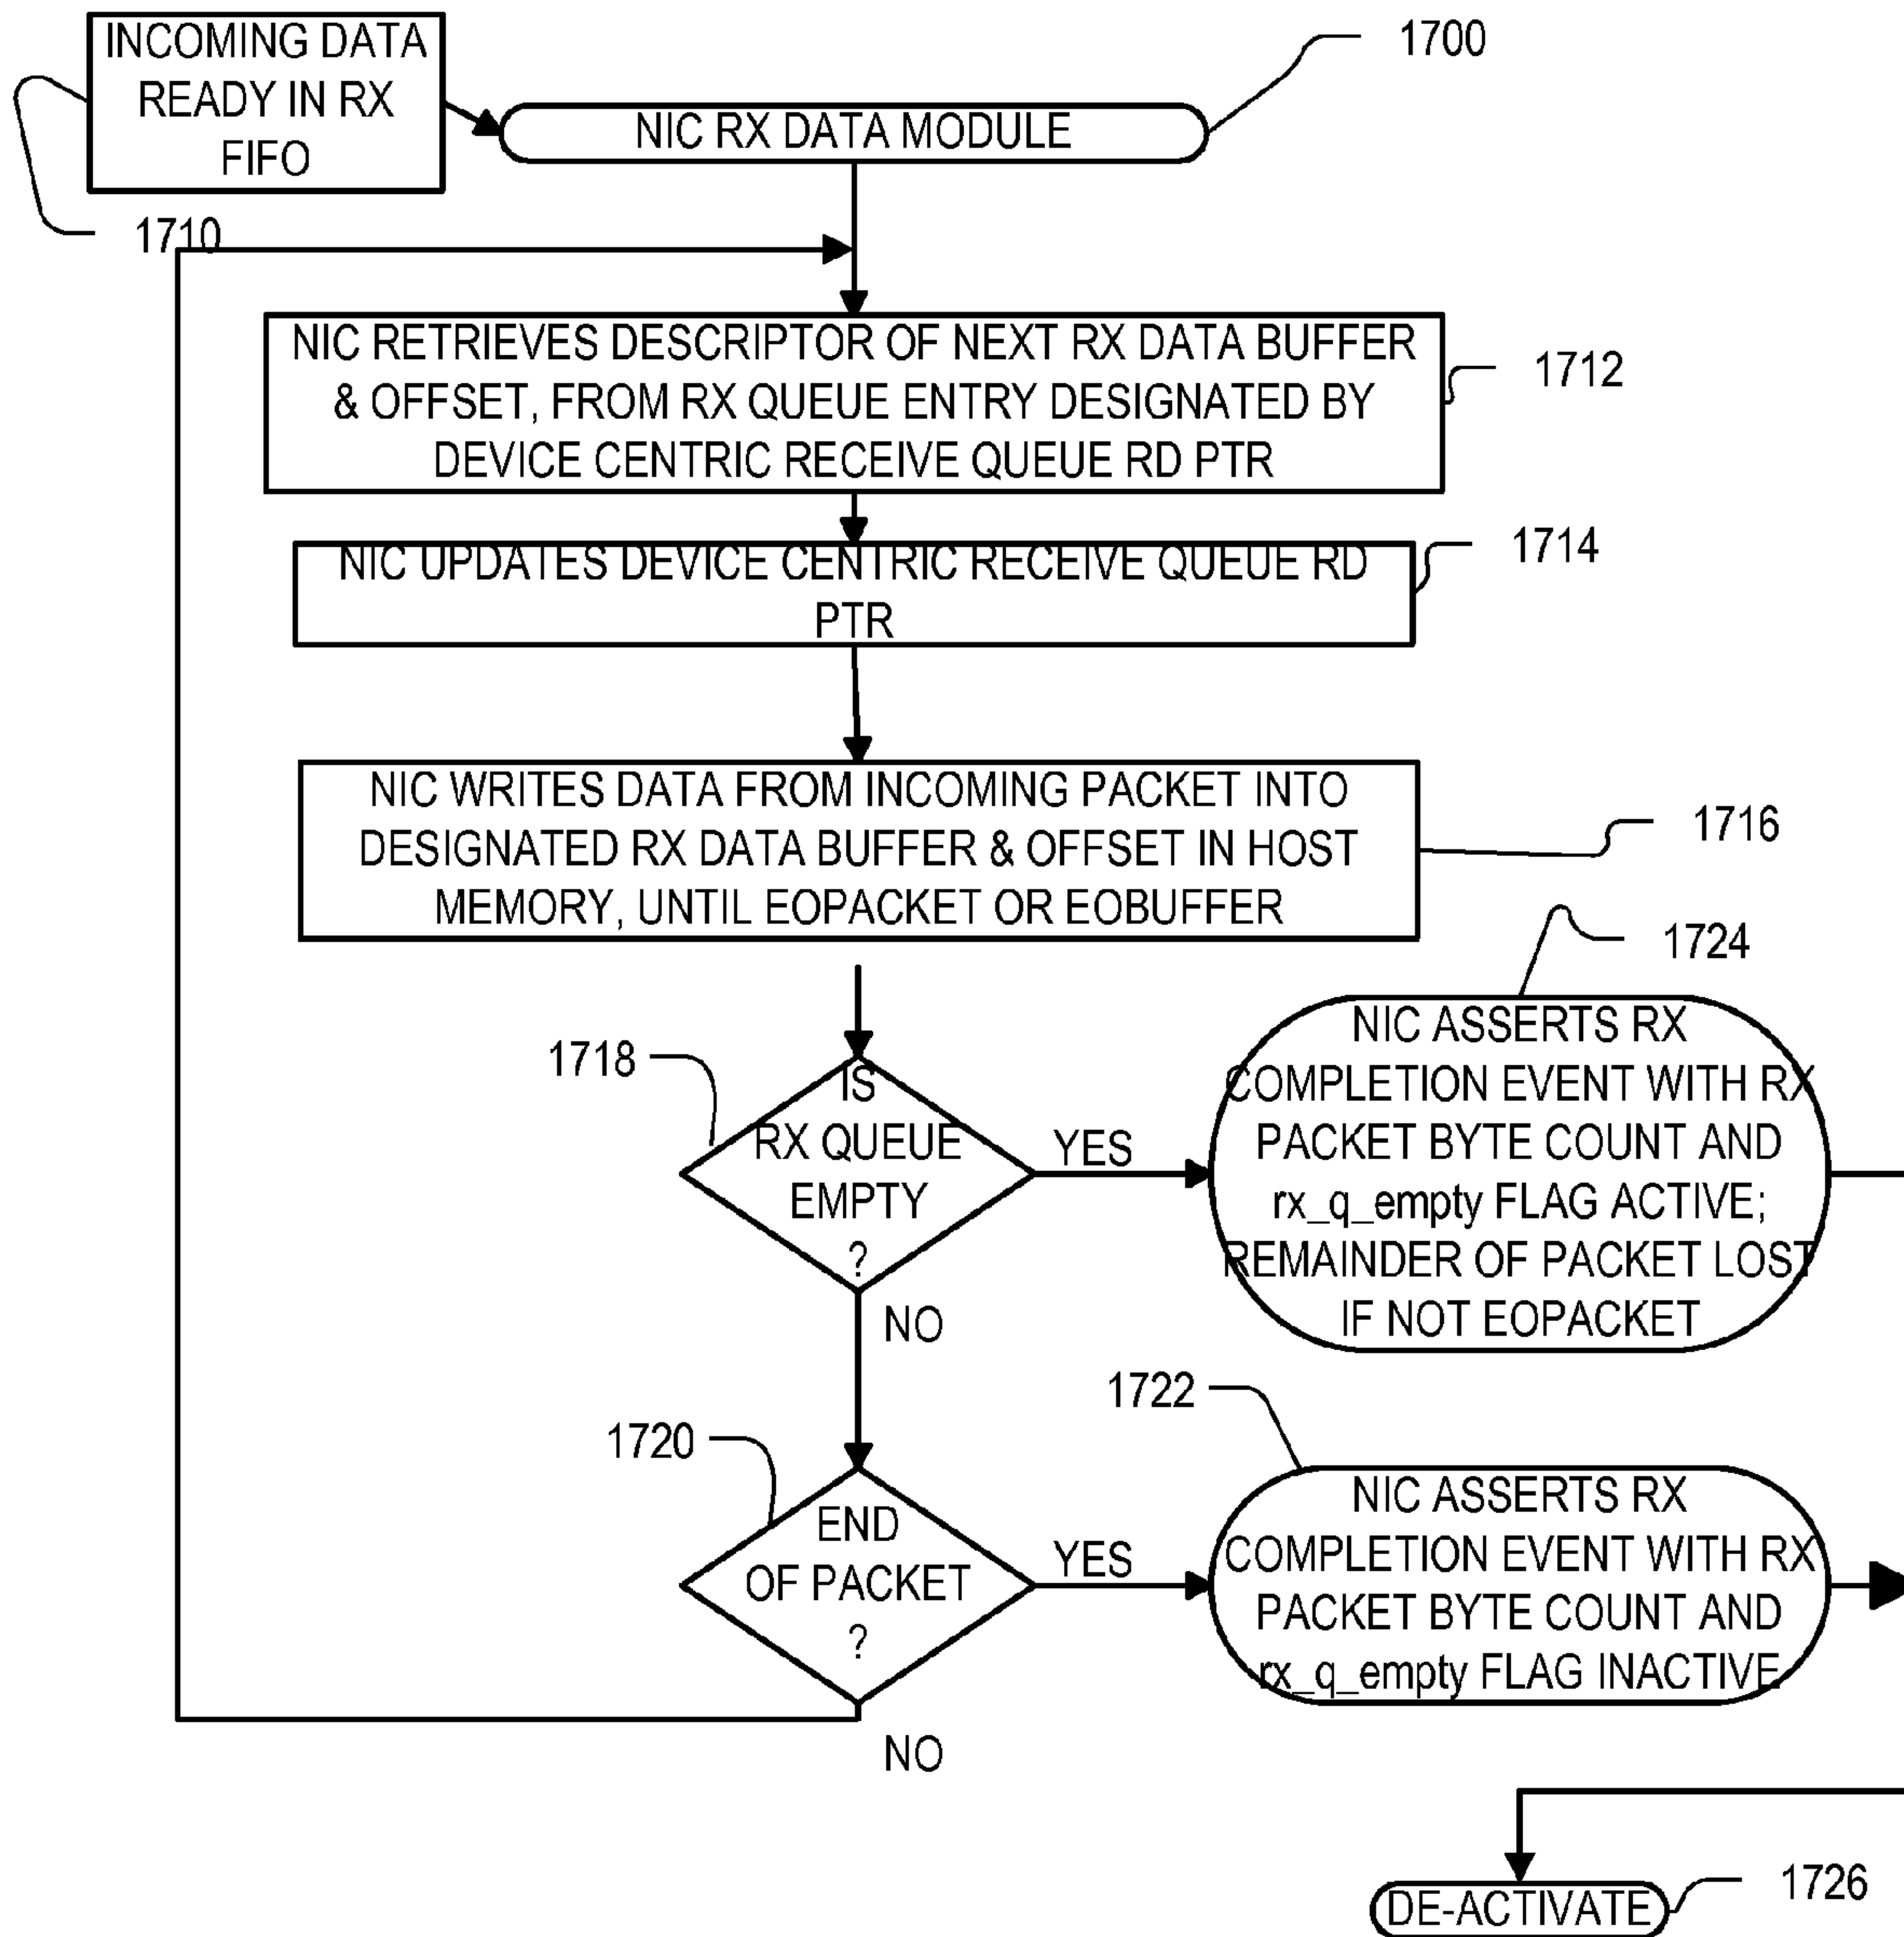 INCOMING DATA
READY IN RX
FIFO
1700
NIC RX DATA MODULE
1710
NIC RETRIEVES DESCRIPTOR OF NEXT RX DATA BUFFER
& OFFSET, FROM RX QUEUE ENTRY DESIGNATED BY
DEVICE CENTRIC RECEIVE QUEUE RD PTR
1712
NIC UPDATES DEVICE CENTRIC RECEIVE QUEUE RD
PTR
1714
NIC WRITES DATA FROM INCOMING PACKET INTO
DESIGNATED RX DATA BUFFER & OFFSET IN HOST
MEMORY, UNTIL EOPACKET OR EOBUFFER
1716
1718
IS
RX QUEUE
EMPTY
?
YES
NO
1724
NIC ASSERTS RX
COMPLETION EVENT WITH RX
PACKET BYTE COUNT AND
rx_q_empty FLAG ACTIVE;
REMAINDER OF PACKET LOST
IF NOT EOPACKET
1720
END
OF PACKET
?
YES
NO
1722
NIC ASSERTS RX
COMPLETION EVENT WITH RX
PACKET BYTE COUNT AND
rx_q_empty FLAG INACTIVE
DE-ACTIVATE
1726